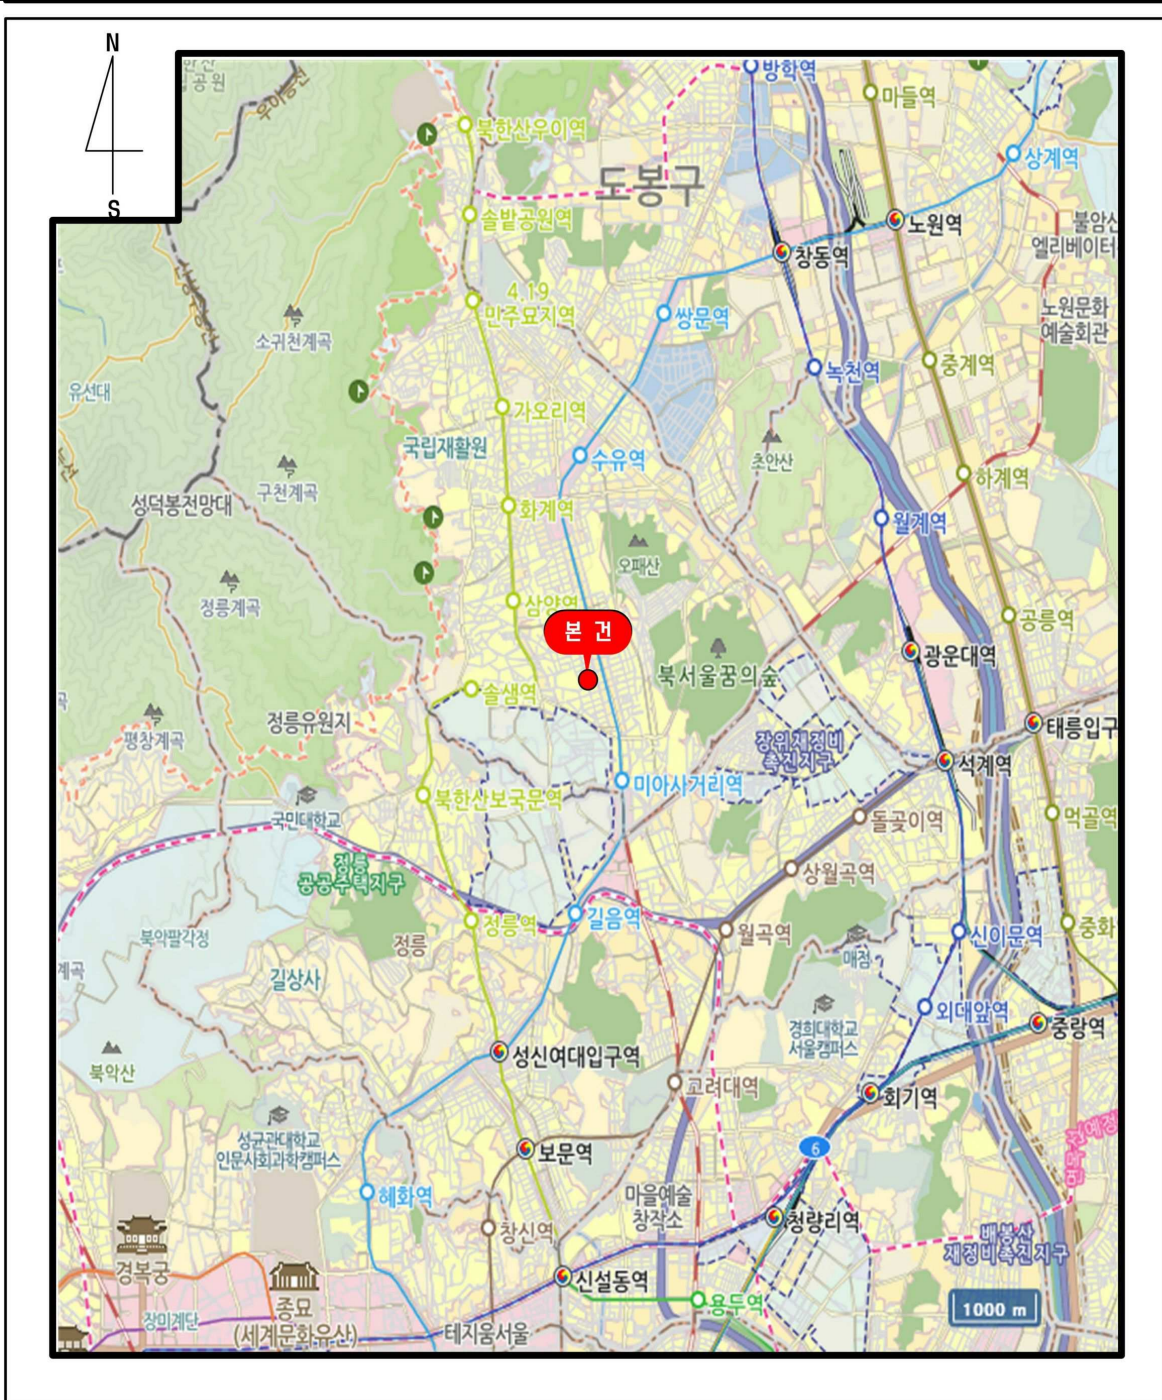 N
S
방학역
마들역
우이능선
북한산우이역
상계역
도봉구
솔밭공원역
노원역
불암산
엘리베이터
창동역
4.19
민주묘지역
쌍문역
노원문화
예술회관
소귀천계곡
중계역
녹천역
유선대
가오리역
국립재활원
수유역
초안산
하계역
구천계곡
성덕봉전망대
화계역
월계역
오패산
정릉계곡
삼양역
공릉역
본 건
광운대역
북서울꿈의숲
솔샘역
정릉유원지
태릉입구
평창계곡
장위재정비
촉진지구
석계역
미아사거리역
북한산보국문역
국민대학교
돌곶이역
먹골역
정릉
공공주택지구
상월곡역
정릉역
길음역
월곡역
신이문역
중화
북악팔각정
정릉
매점
계곡
길상사
외대앞역
경희대학교
서울캠퍼스
중랑역
성신여대입구역
북악산
고려대역
회기역
성균관대학교
인문사회과학캠퍼스
보문역
6
혜화역
마을예술
창작소
창신역
청량리역
배봉산
재정비촉진지구
경복궁
신설동역
용두역
1000 m
종묘
(세계문화유산)
장미계단
테지움서울